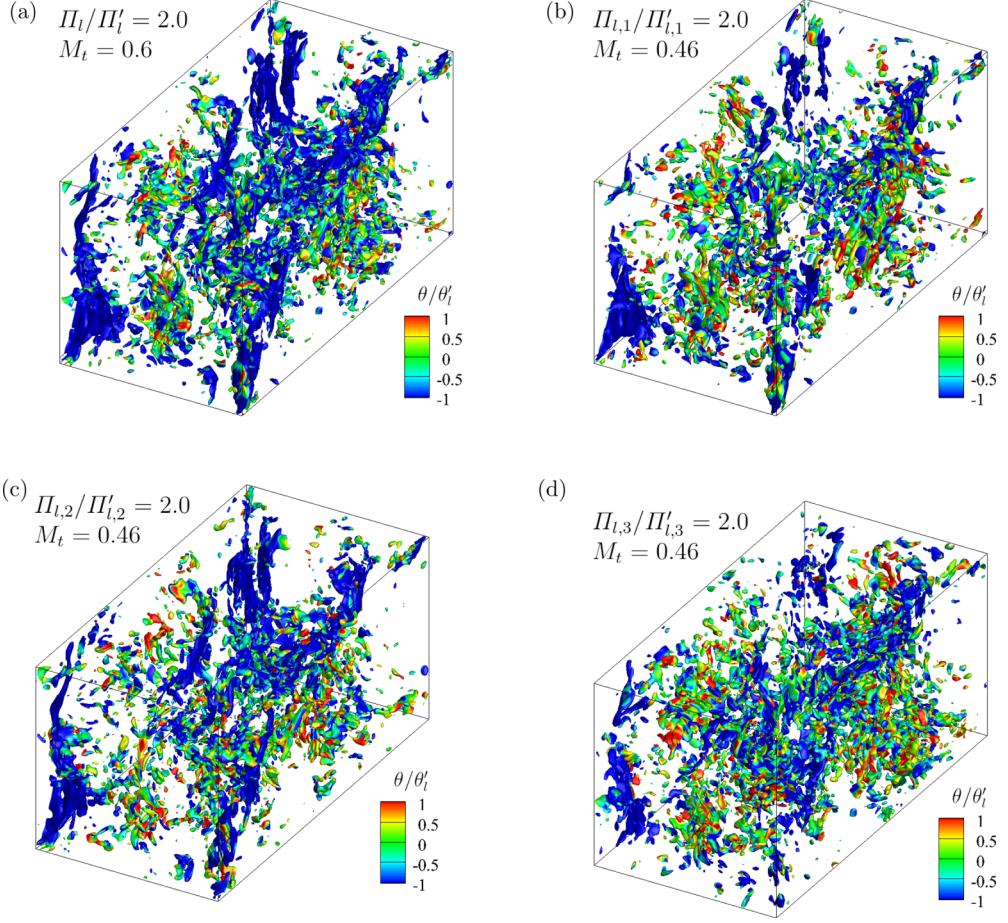 (a)
Π_l/Π′_l = 2.0
M_t = 0.6
θ/θ′_l
1
0.5
0
-0.5
-1
(b)
Π_{l,1}/Π′_{l,1} = 2.0
M_t = 0.46
θ/θ′_l
1
0.5
0
-0.5
-1
(c)
Π_{l,2}/Π′_{l,2} = 2.0
M_t = 0.46
θ/θ′_l
1
0.5
0
-0.5
-1
(d)
Π_{l,3}/Π′_{l,3} = 2.0
M_t = 0.46
θ/θ′_l
1
0.5
0
-0.5
-1